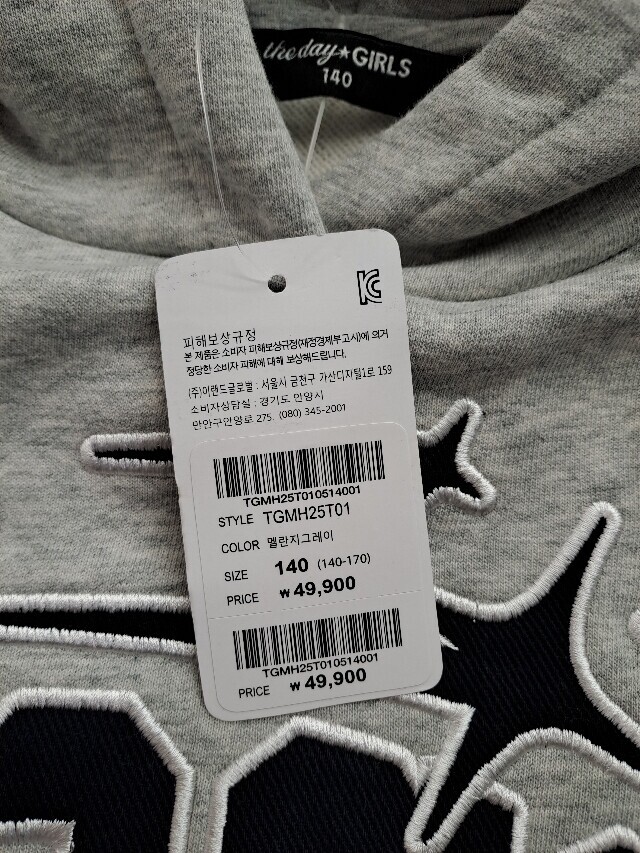 theday★GIRLS
140
피해보상규정
본 제품은 소비자 피해보상규정(재정경제부 고시)에 의거
정당한 소비자 피해에 대해 보상해드립니다.
(주)이랜드글로벌 : 서울시 금천구 가산디지털1로 159
소비자상담실 : 경기도 안양시
만안구안양로 275. (080) 345-2001
TGMH25T010514001
STYLE TGMH25T01
COLOR 멜란지그레이
SIZE 140 (140-170)
PRICE ₩49,900
TGMH25T010514001
PRICE ₩49,900